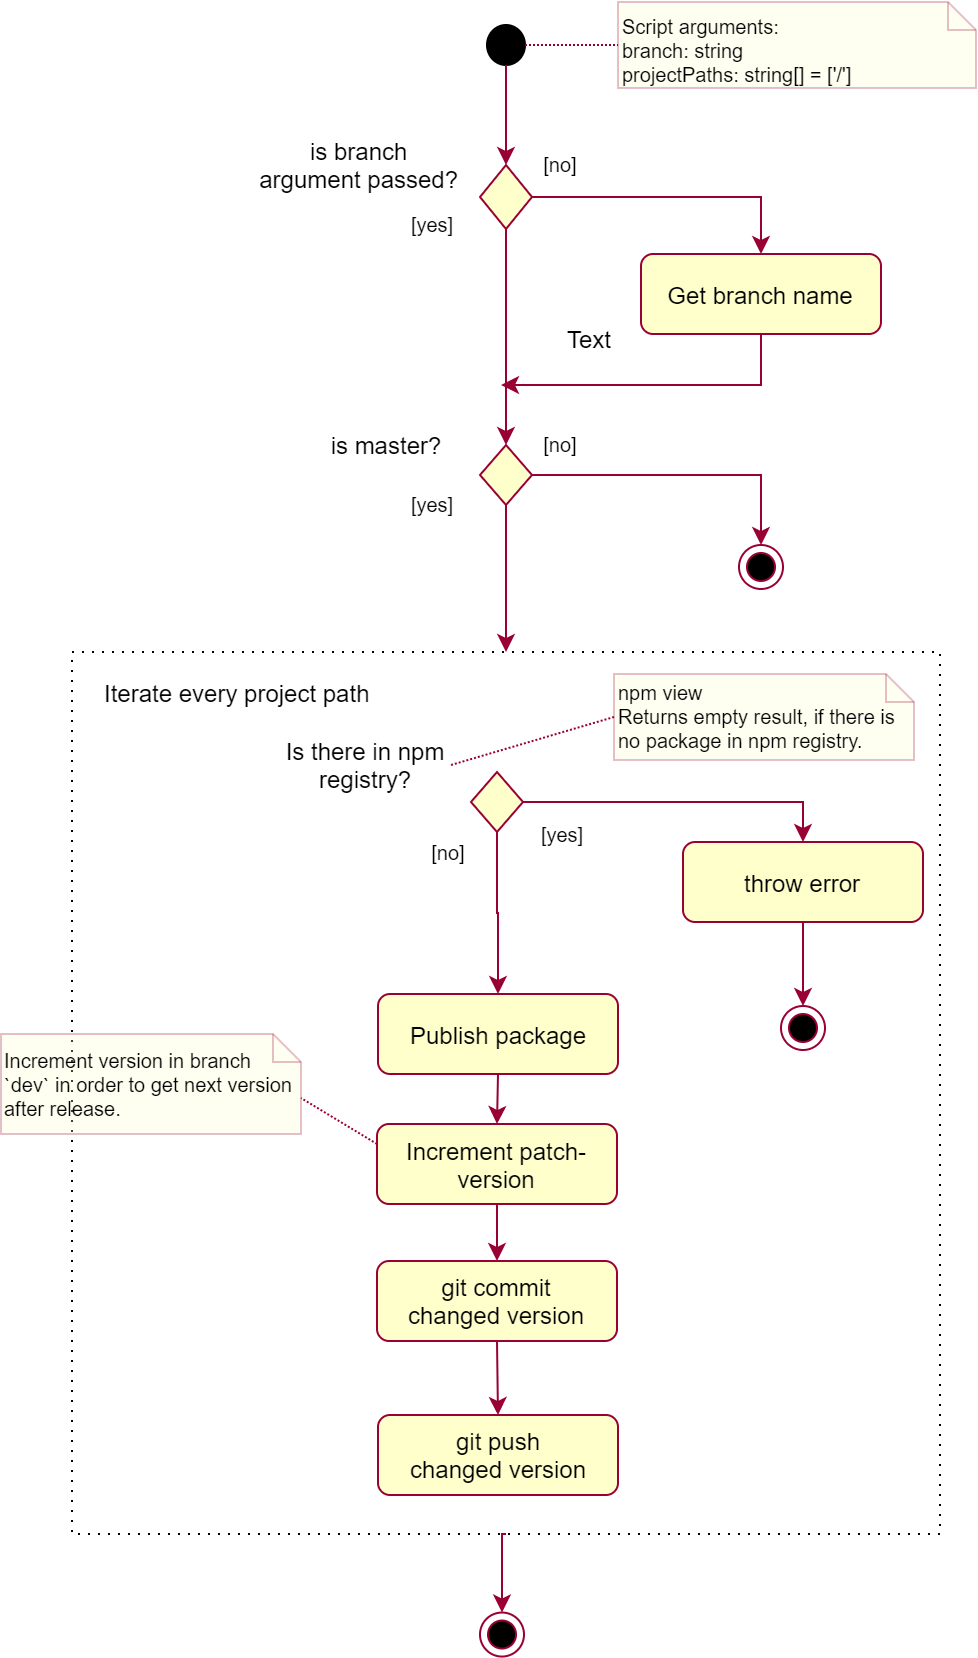 Script arguments:
branch: string
projectPaths: string[] = ['/']
is branch
argument passed?
[no]
[yes]
Get branch name
Text
is master?
[no]
[yes]
Iterate every project path
npm view
Returns empty result, if there is
no package in npm registry.
Is there in npm
registry?
[yes]
[no]
throw error
Publish package
Increment version in branch
`dev` in order to get next version
after release.
Increment patch-
version
git commit
changed version
git push
changed version